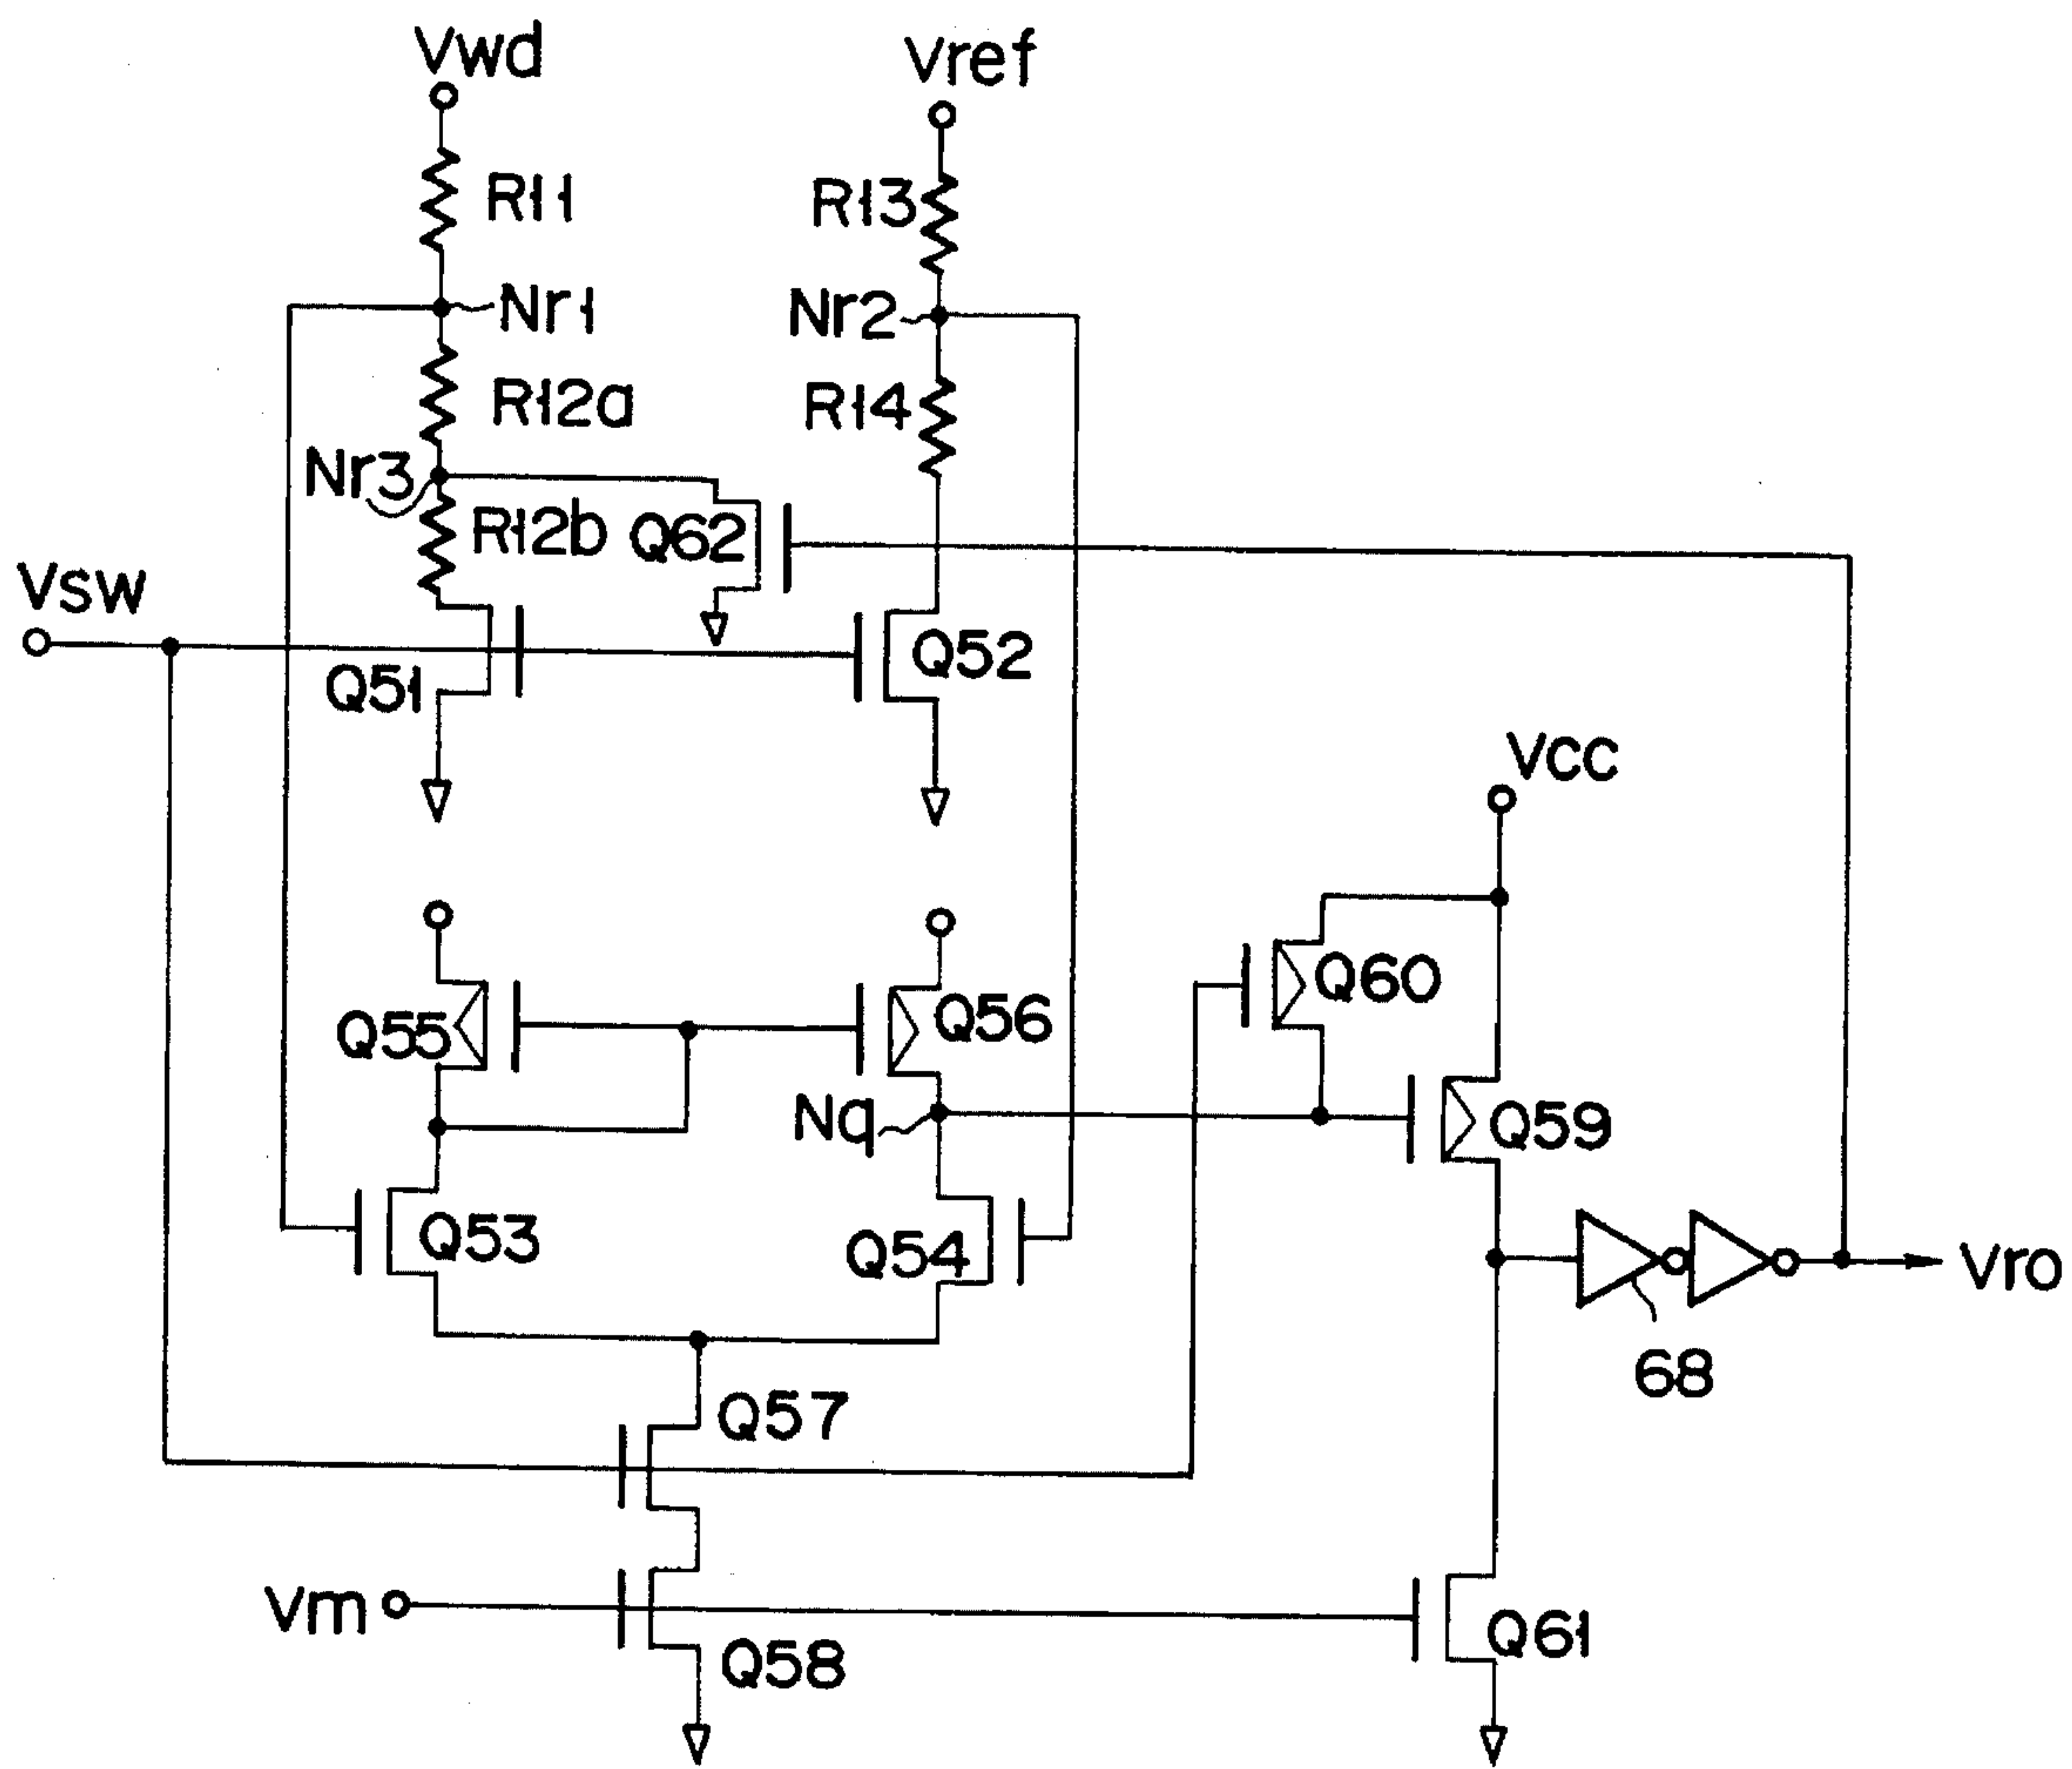 Vwd
Vref
R11
R13
Nr1
Nr2
R12a
R14
Nr3
R12b
Q62
Vsw
Q51
Q52
Vcc
Q55
Q56
Q60
Nq
Q59
Q53
Q54
Vro
68
Q57
Vm
Q58
Q61